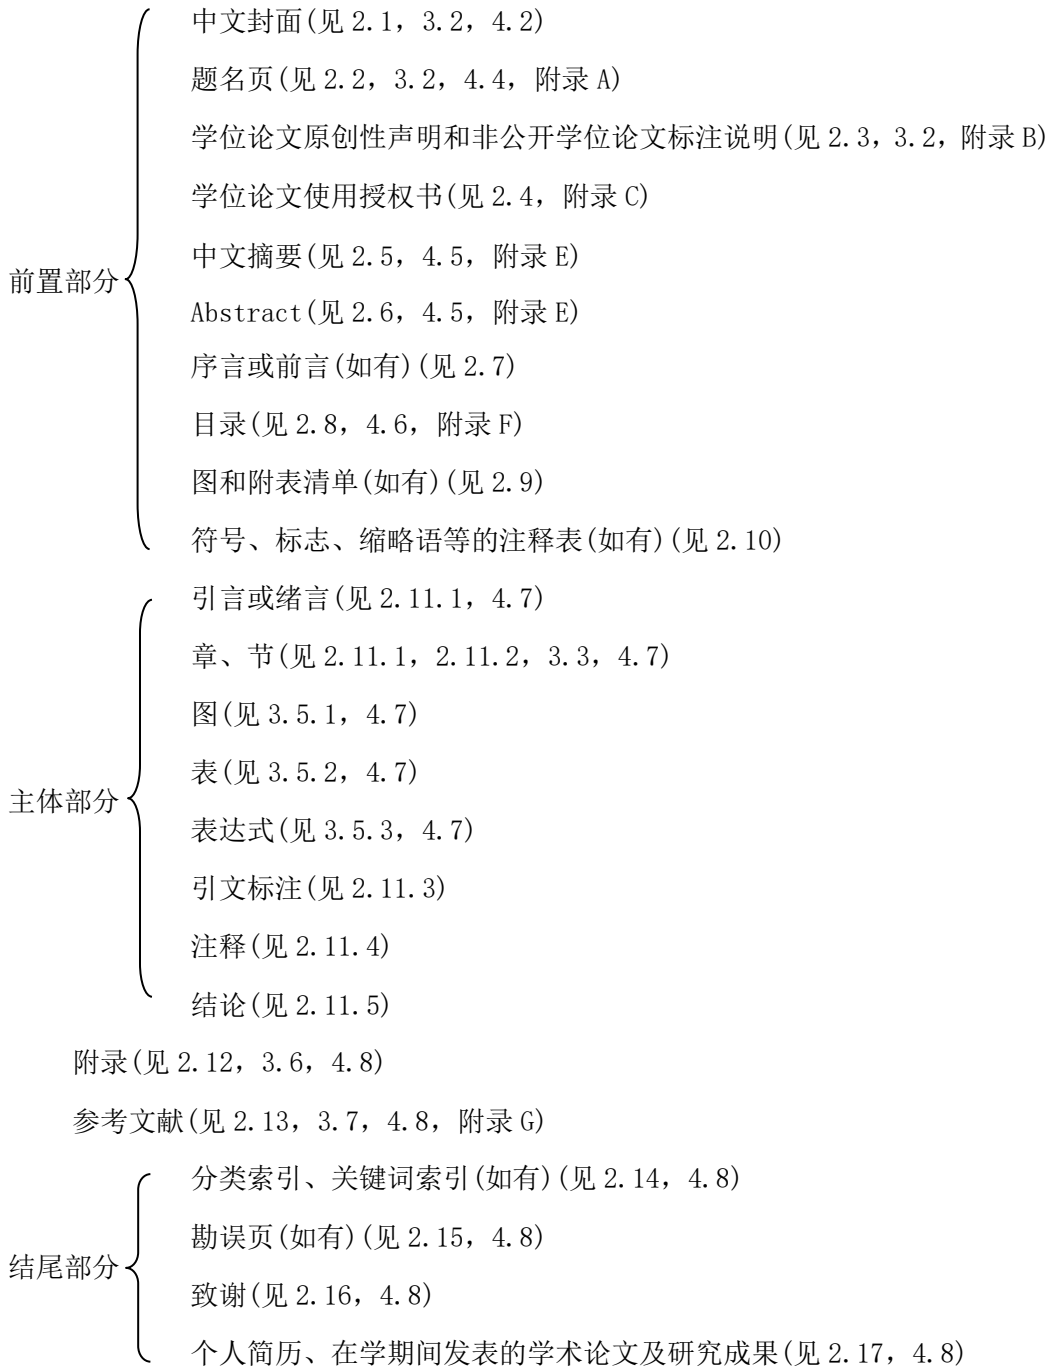 中文封面(见 2.1，3.2，4.2)
题名页(见 2.2，3.2，4.4，附录 A)
学位论文原创性声明和非公开学位论文标注说明(见 2.3，3.2，附录 B)
学位论文使用授权书(见 2.4，附录 C)
中文摘要(见 2.5，4.5，附录 E)
前置部分
Abstract(见 2.6，4.5，附录 E)
序言或前言(如有)(见 2.7)
目录(见 2.8，4.6，附录 F)
图和附表清单(如有)(见 2.9)
符号、标志、缩略语等的注释表(如有)(见 2.10)
引言或绪言(见 2.11.1，4.7)
章、节(见 2.11.1，2.11.2，3.3，4.7)
图(见 3.5.1，4.7)
表(见 3.5.2，4.7)
主体部分
表达式(见 3.5.3，4.7)
引文标注(见 2.11.3)
注释(见 2.11.4)
结论(见 2.11.5)
附录(见 2.12，3.6，4.8)
参考文献(见 2.13，3.7，4.8，附录 G)
分类索引、关键词索引(如有)(见 2.14，4.8)
勘误页(如有)(见 2.15，4.8)
结尾部分
致谢(见 2.16，4.8)
个人简历、在学期间发表的学术论文及研究成果(见 2.17，4.8)